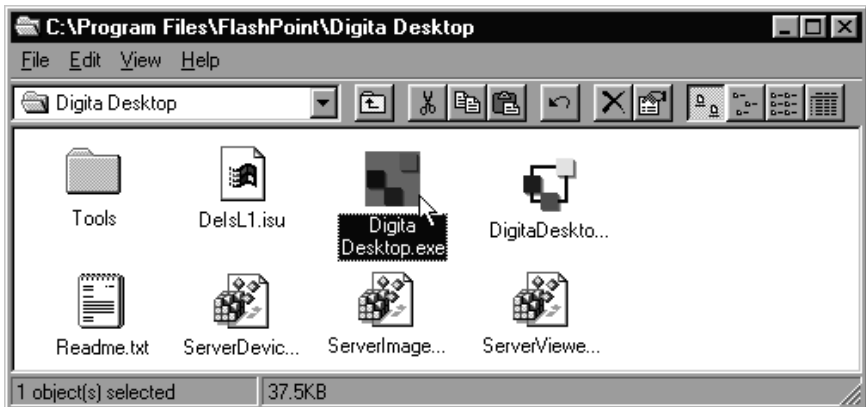 C:\Program Files\FlashPoint\Digita Desktop
File Edit View Help
Digita Desktop
Tools DeIsL1.isu Digita Desktop.exe DigitaDeskto...
Readme.txt ServerDevic... ServerImage... ServerViewe...
1 object(s) selected 37.5KB